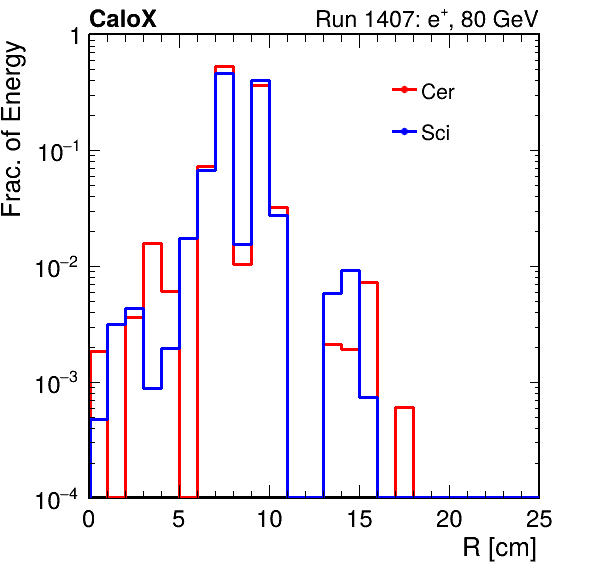 CaloX Run 1407: e⁺, 80 GeV
Frac. of Energy
1
10⁻¹
10⁻²
10⁻³
10⁻⁴
Cer
Sci
0 5 10 15 20 25
R [cm]